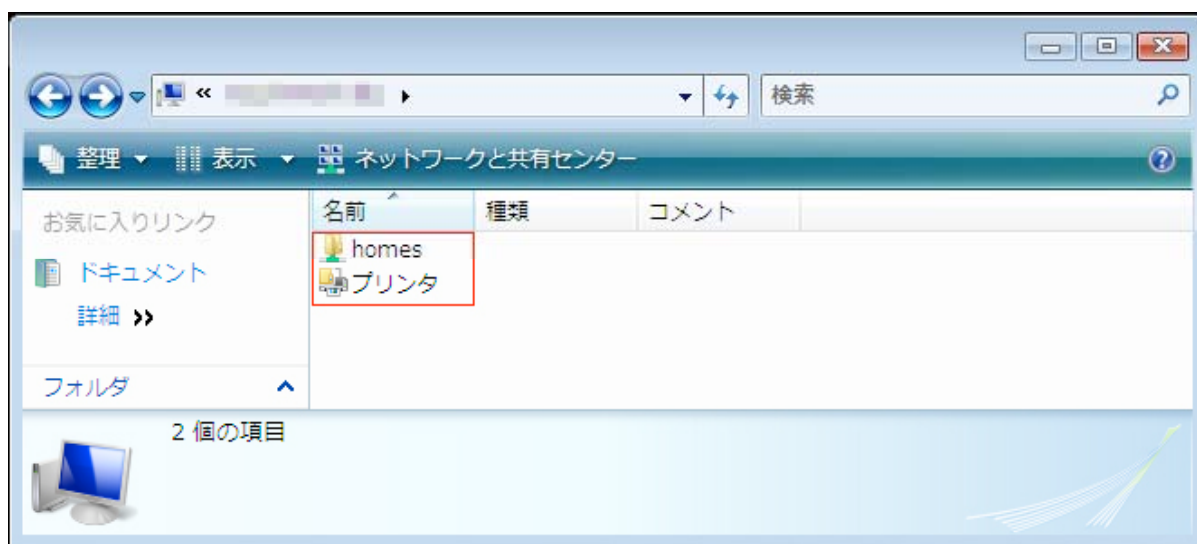 «
検索
整理 表示 ネットワークと共有センター
お気に入りリンク
ドキュメント
詳細 »
フォルダ
名前 種類 コメント
homes
プリンタ
2 個の項目